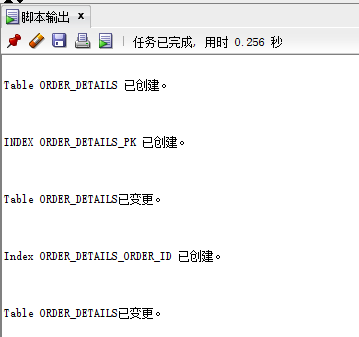 脚本输出 x
任务已完成, 用时 0.256 秒
Table ORDER_DETAILS 已创建。
INDEX ORDER_DETAILS_PK 已创建。
Table ORDER_DETAILS已变更。
Index ORDER_DETAILS_ORDER_ID 已创建。
Table ORDER_DETAILS已变更。